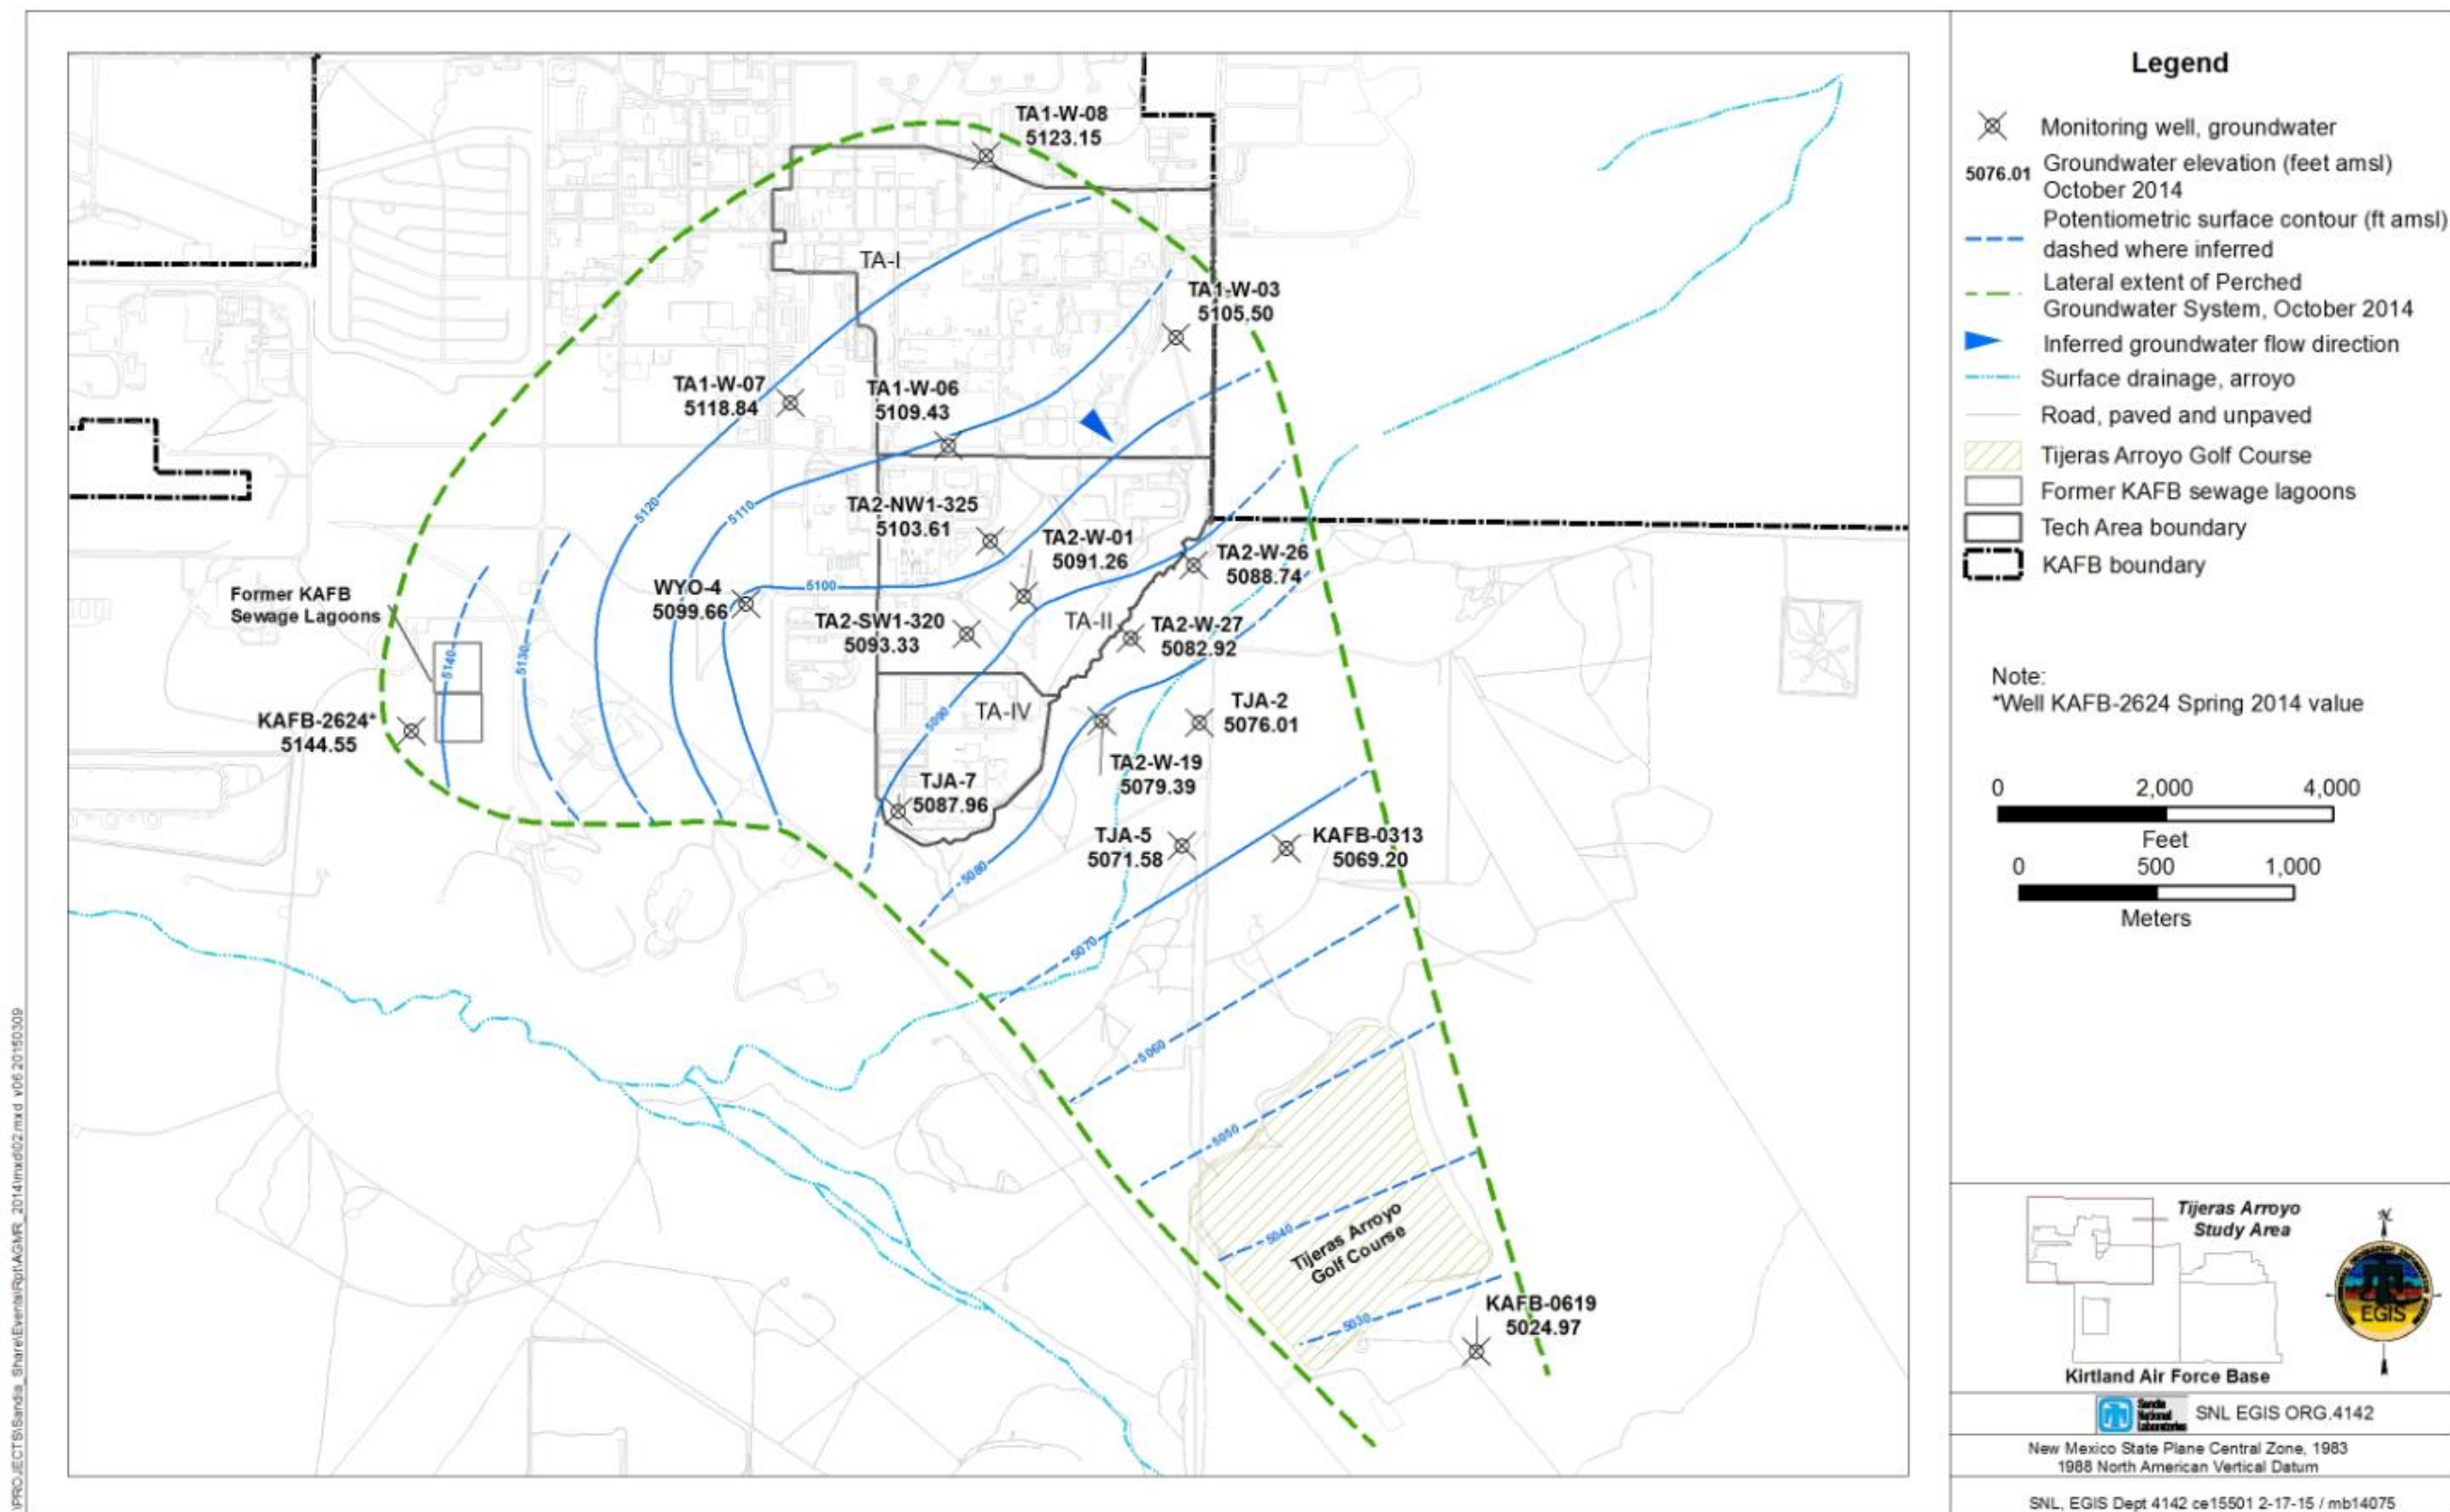 TA1-W-08
5123.15
TA-I
TA1-W-03
5105.50
TA1-W-07
5118.84
TA1-W-06
5109.43
5120
5110
TA2-NW1-325
5103.61
TA2-W-01
5091.26
TA2-W-26
5088.74
Former KAFB
Sewage Lagoons
WYO-4
5099.66
5100
TA2-SW1-320
5093.33
TA-II
TA2-W-27
5082.92
5140
5130
KAFB-2624*
5144.55
TA-IV
5090
TJA-2
5076.01
TA2-W-19
5079.39
TJA-7
5087.96
TJA-5
5071.58
KAFB-0313
5069.20
5080
5070
5060
5050
5040
Tijeras Arroyo
Golf Course
5030
KAFB-0619
5024.97
Legend
Monitoring well, groundwater
5076.01 Groundwater elevation (feet amsl)
October 2014
Potentiometric surface contour (ft amsl)
dashed where inferred
Lateral extent of Perched
Groundwater System, October 2014
Inferred groundwater flow direction
Surface drainage, arroyo
Road, paved and unpaved
Tijeras Arroyo Golf Course
Former KAFB sewage lagoons
Tech Area boundary
KAFB boundary
Note:
*Well KAFB-2624 Spring 2014 value
0 2,000 4,000
Feet
0 500 1,000
Meters
Tijeras Arroyo
Study Area
N
EGIS
Kirtland Air Force Base
Sandia
National
Laboratories
SNL EGIS ORG.4142
New Mexico State Plane Central Zone, 1983
1988 North American Vertical Datum
SNL, EGIS Dept 4142 ce15501 2-17-15 / mb14075